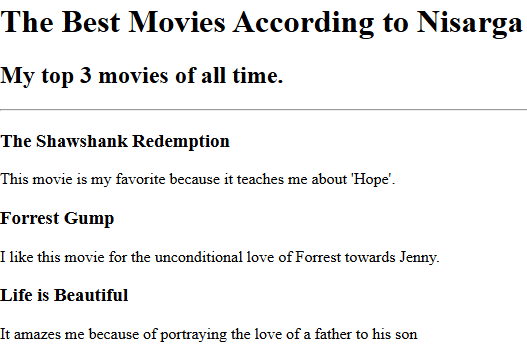 The Best Movies According to Nisarga
My top 3 movies of all time.
The Shawshank Redemption
This movie is my favorite because it teaches me about 'Hope'.
Forrest Gump
I like this movie for the unconditional love of Forrest towards Jenny.
Life is Beautiful
It amazes me because of portraying the love of a father to his son